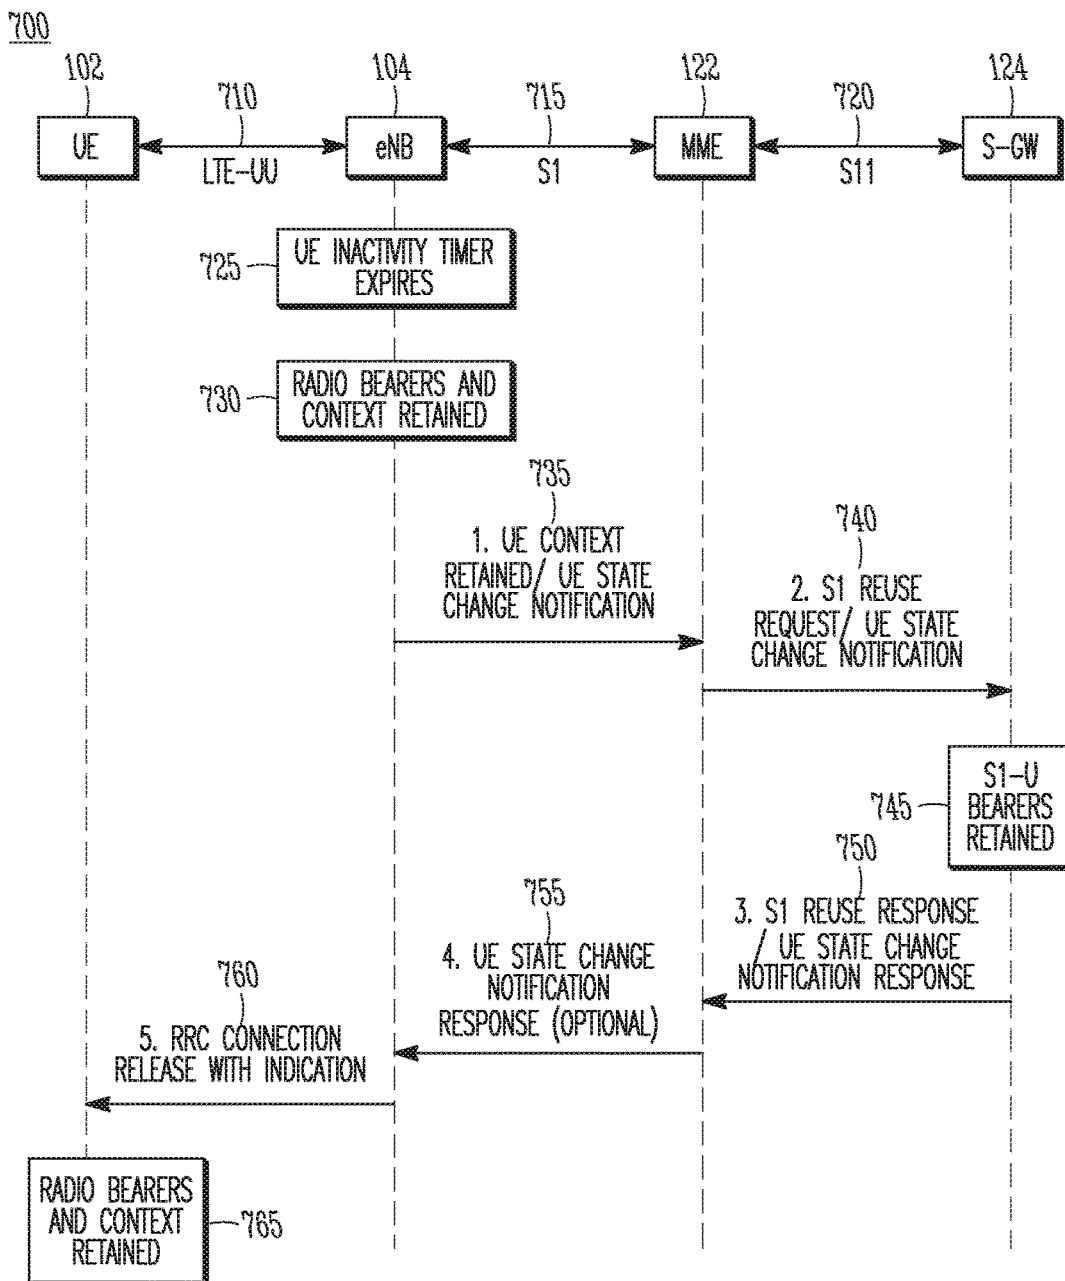 700
102
104
122
124
710
715
720
UE
eNB
MME
S-GW
LTE-UU
S1
S11
725
UE INACTIVITY TIMER
EXPIRES
730
RADIO BEARERS AND
CONTEXT RETAINED
735
1. UE CONTEXT
RETAINED/ UE STATE
CHANGE NOTIFICATION
740
2. S1 REUSE
REQUEST/ UE STATE
CHANGE NOTIFICATION
745
S1-U
BEARERS
RETAINED
750
3. S1 REUSE RESPONSE
/ UE STATE CHANGE
NOTIFICATION RESPONSE
755
4. UE STATE CHANGE
NOTIFICATION
RESPONSE (OPTIONAL)
760
5. RRC CONNECTION
RELEASE WITH INDICATION
RADIO BEARERS
AND CONTEXT
RETAINED
765